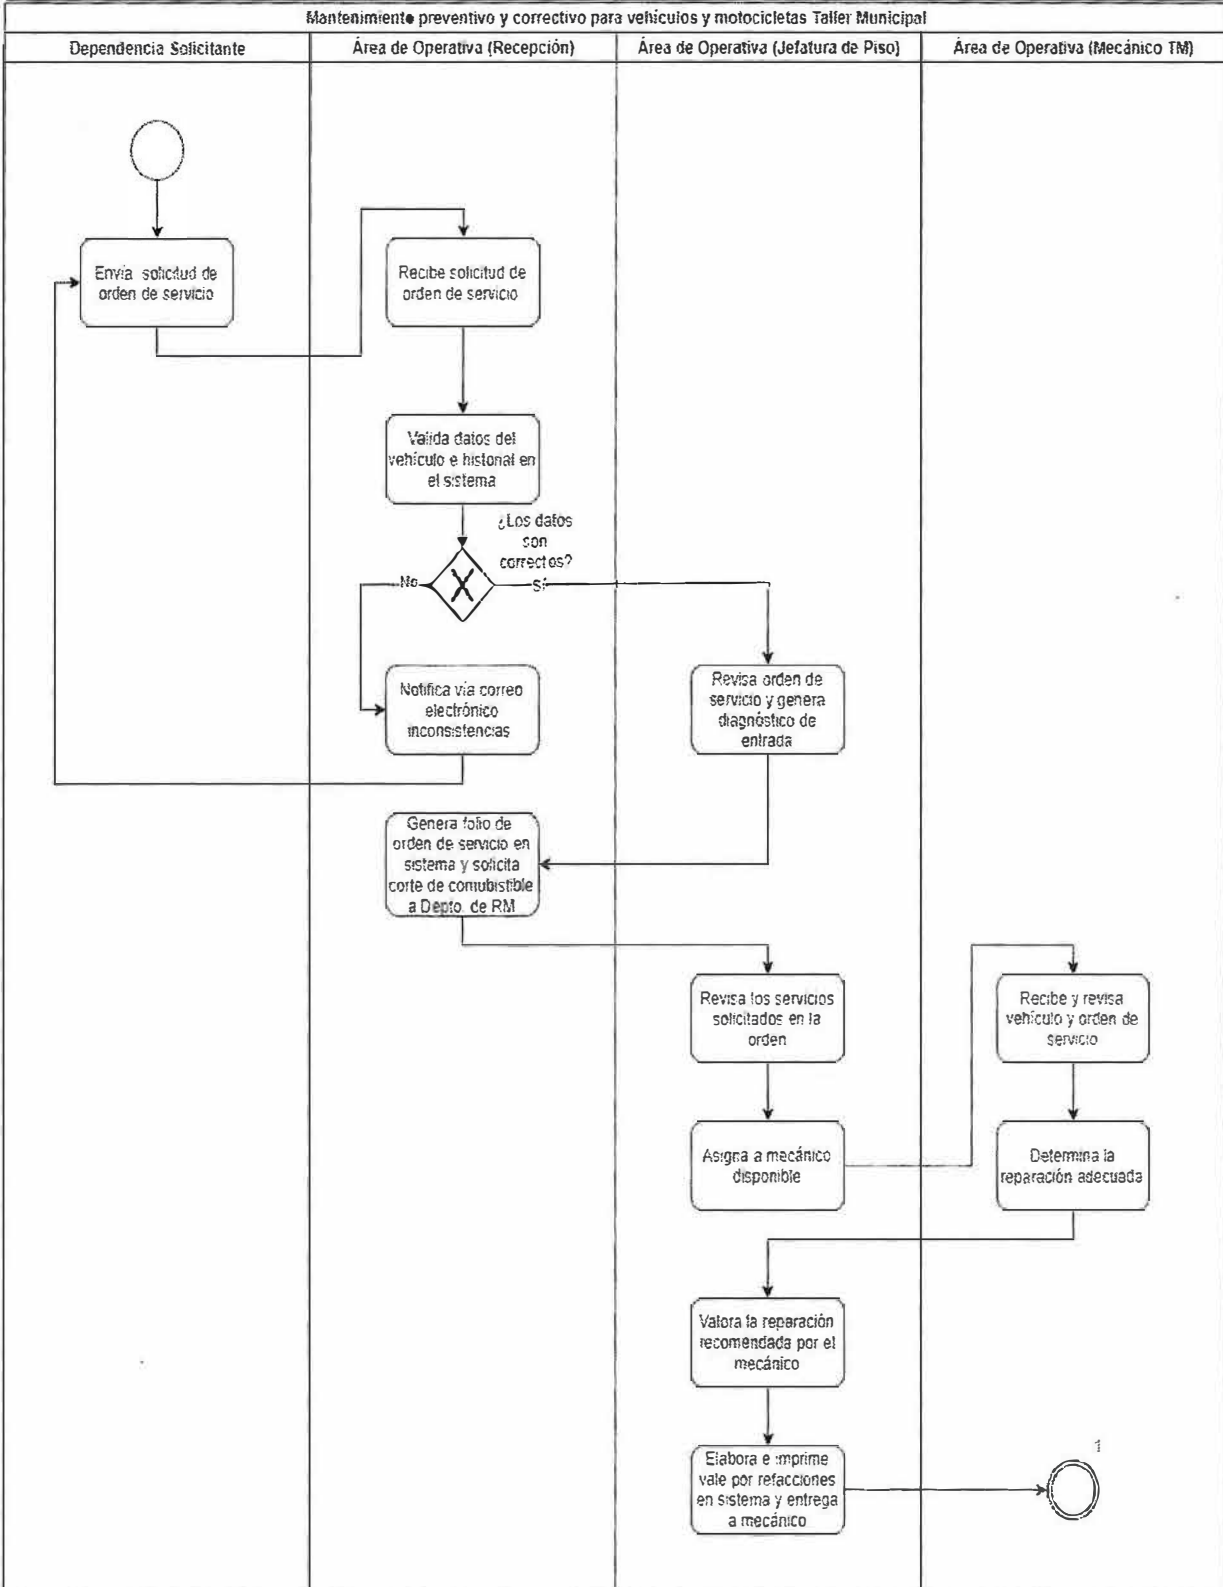 Mantenimiento preventivo y correctivo para vehículos y motocicletas Taller Municipal
Dependencia Solicitante
Área de Operativa (Recepción)
Área de Operativa (Jefatura de Piso)
Área de Operativa (Mecánico TM)
Envía solicitud de
orden de servicio
Recibe solicitud de
orden de servicio
Valida datos del
vehículo e historial en
el sistema
¿Los datos
son
correctos?
No
Sí
Notifica vía correo
electrónico
inconsistencias
Revisa orden de
servicio y genera
diagnóstico de
entrada
Genera folio de
orden de servicio en
sistema y solicita
corte de comubistible
a Depto. de RM
Revisa los servicios
solicitados en la
orden
Recibe y revisa
vehículo y orden de
servicio
Asigna a mecánico
disponible
Determina la
reparación adecuada
Valora la reparación
recomendada por el
mecánico
Elabora e imprime
vale por refacciones
en sistema y entrega
a mecánico
1